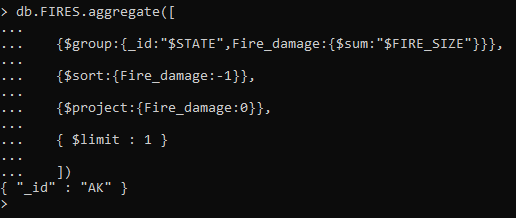 > db.FIRES.aggregate([
...
...     {$group:{_id:"$STATE",Fire_damage:{$sum:"$FIRE_SIZE"}}},
...
...     {$sort:{Fire_damage:-1}},
...
...     {$project:{Fire_damage:0}},
...
...     { $limit : 1 }
...
...     ])
{ "_id" : "AK" }
>